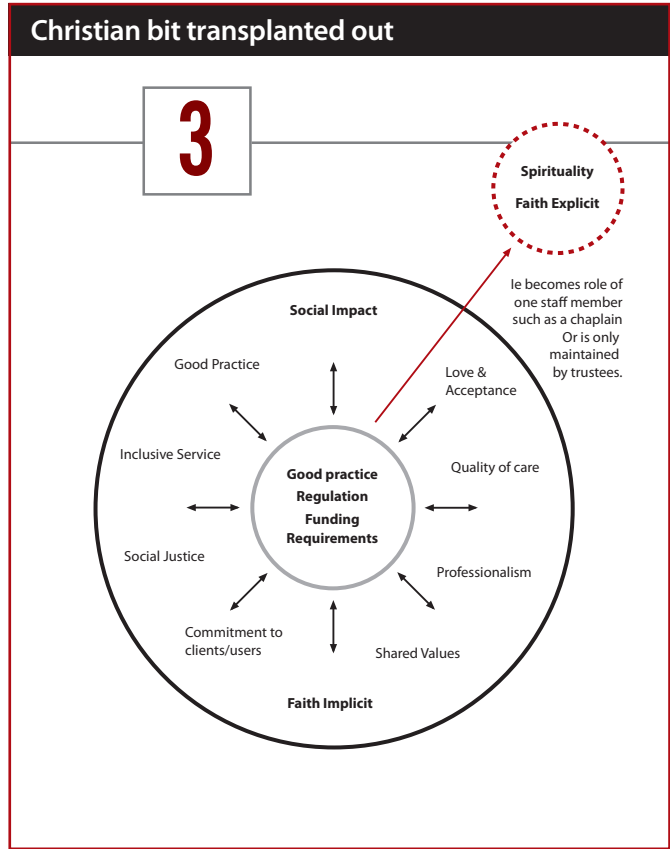 Christian bit transplanted out
3
Spirituality
Faith Explicit
Ie becomes role of
one staff member
such as a chaplain
Or is only
maintained
by trustees.
Social Impact
Good Practice
Love &
Acceptance
Inclusive Service
Quality of care
Good practice
Regulation
Funding
Requirements
Social Justice
Professionalism
Commitment to
clients/users
Shared Values
Faith Implicit